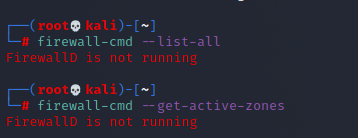 ┌──(root💀kali)-[~]
└─# firewall-cmd --list-all
FirewallD is not running
┌──(root💀kali)-[~]
└─# firewall-cmd --get-active-zones
FirewallD is not running